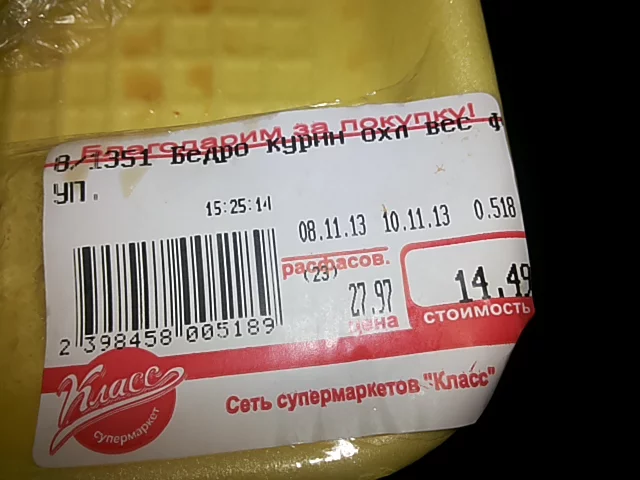 Благодарим за покупку!
8/1351 Бедро курин охл вес ф
УП.
15:25:14
08.11.13 10.11.13 0.518
расфасов.
(23)
27.97 14.49
цена СТОИМОСТЬ
2 398458 005189
Класс
супермаркет
Сеть супермаркетов "Класс"